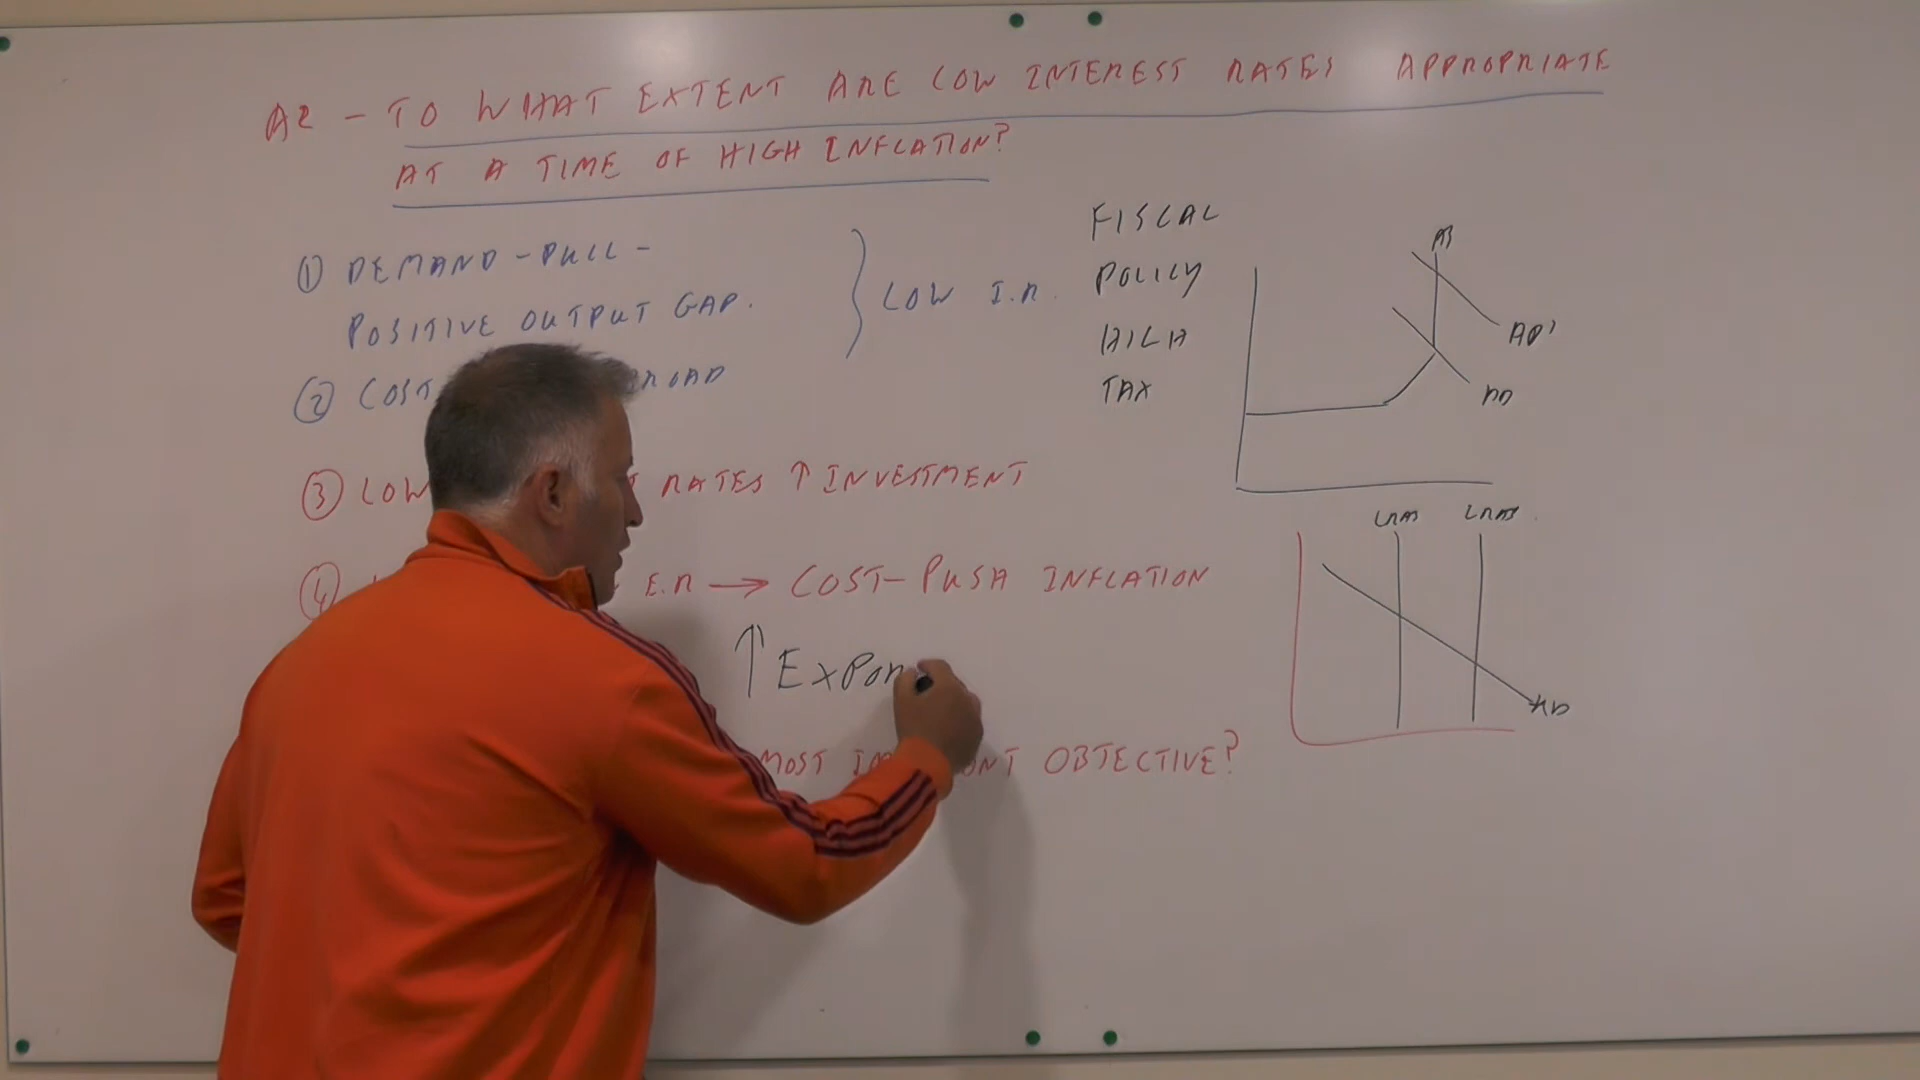 A2 - TO WHAT EXTENT ARE LOW INTEREST RATES APPROPRIATE
AT A TIME OF HIGH INFLATION?
① DEMAND - PULL -
POSITIVE OUTPUT GAP.
LOW I.R.
② COST
③ LOW RATES ↑ INVESTMENT
④ E.R → COST-PUSH INFLATION
↑ EXPOR
MOST OBJECTIVE?
FISCAL
POLICY
HIGH
TAX
AS
AD'
AD
LRAS LRAS
AD